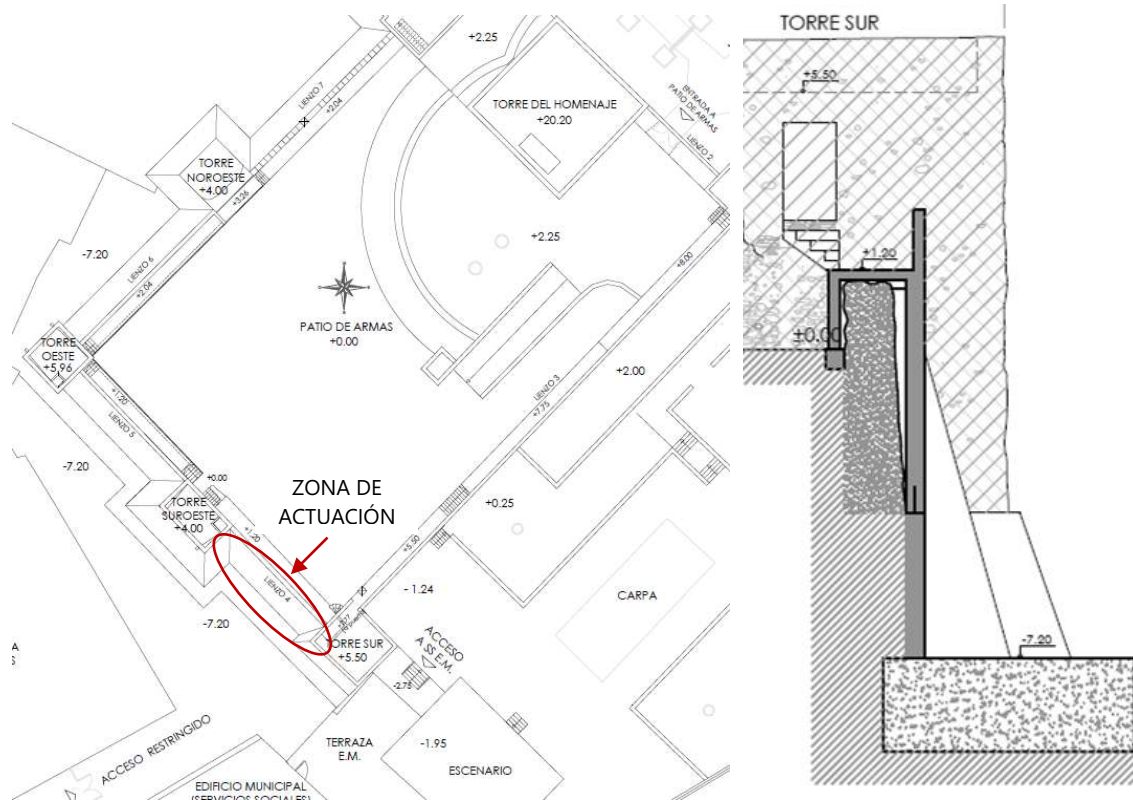 +2.25
TORRE DEL HOMENAJE
+20.20
ENTRADA A
PATIO DE ARMAS
LIENZO 2
LIENZO 7
+2.04
TORRE
NOROESTE
+4.00
+3.26
-7.20
LIENZO 6
+2.04
+2.25
+8.00
PATIO DE ARMAS
+0.00
TORRE
OESTE
+5.96
+1.20
LIENZO 5
LIENZO 3
+7.75
+2.00
-7.20
+0.00
ZONA DE
ACTUACIÓN
TORRE
SUROESTE
+4.00
+1.20
LIENZO 4
+0.25
+5.50
- 1.24
CARPA
-7.20
TORRE SUR
+5.50
ACCESO
A SS E.M.
-2.75
ACCESO RESTRINGIDO
TERRAZA
E.M.
-1.95
ESCENARIO
EDIFICIO MUNICIPAL
(SERVICIOS SOCIALES)
TORRE SUR
+5.50
+1.20
±0.00
-7.20